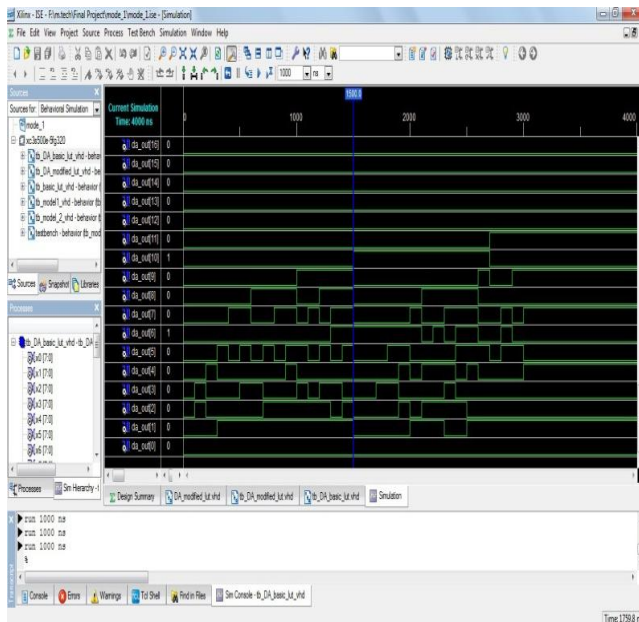 Xilinx - ISE - F:\m.tech\Final Project\mode_1\mode_1.ise - [Simulation]
File Edit View Project Source Process Test Bench Simulation Window Help
1000 ns
Sources
Sources for: Behavioral Simulation
mode_1
xc3s500e-5fg320
tb_DA_basic_lut_vhd - behav
tb_DA_modified_lut_vhd - be
tb_basic_lut_vhd - behavior (
tb_model1_vhd - behavior (tb
tb_model_2_vhd - behavior (t
testbench - behavior (tb_mod
Sources Snapshot Libraries
Processes
tb_DA_basic_lut_vhd - tb_DA
x0 [7:0]
x1 [7:0]
x2 [7:0]
x3 [7:0]
x4 [7:0]
x5 [7:0]
x6 [7:0]
Processes Sim Hierarchy -
Current Simulation
Time: 4000 ns
1500.0
0 1000 2000 3000 4000
da_out[16] 0
da_out[15] 0
da_out[14] 0
da_out[13] 0
da_out[12] 0
da_out[11] 0
da_out[10] 1
da_out[9] 0
da_out[8] 0
da_out[7] 0
da_out[6] 1
da_out[5] 0
da_out[4] 0
da_out[3] 0
da_out[2] 0
da_out[1] 0
da_out[0] 0
Design Summary DA_modified_lut.vhd tb_DA_modified_lut.vhd tb_DA_basic_lut.vhd Simulation
run 1000 ns
run 1000 ns
run 1000 ns
%
Transcript
Console Errors Warnings Tcl Shell Find in Files Sim Console - tb_DA_basic_lut_vhd
Time: 1759.8